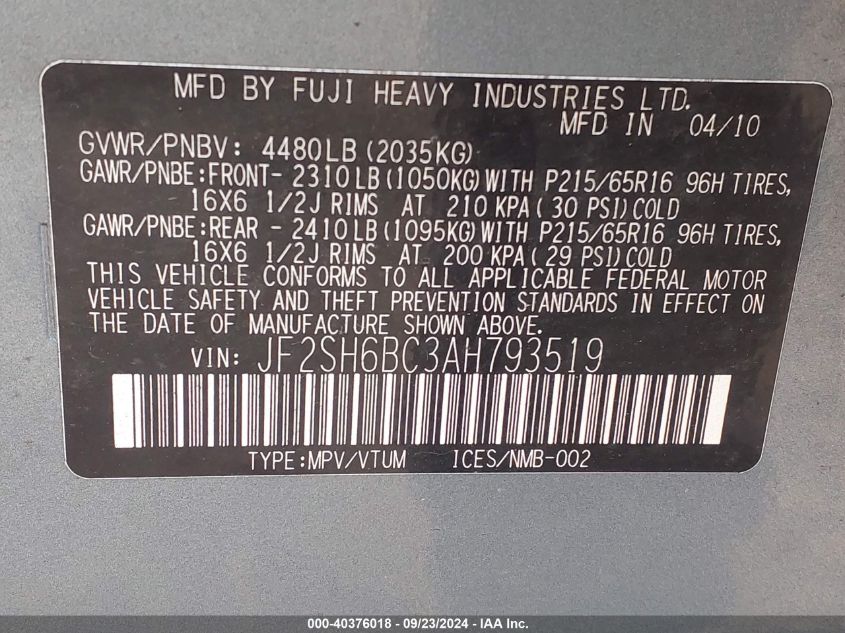 MFD BY FUJI HEAVY INDUSTRIES LTD.
MFD IN 04/10
GVWR/PNBV: 4480LB (2035KG)
GAWR/PNBE:FRONT- 2310LB (1050KG) WITH P215/65R16 96H TIRES,
16X6 1/2J RIMS AT 210 KPA ( 30 PSI) COLD
GAWR/PNBE:REAR - 2410LB (1095KG) WITH P215/65R16 96H TIRES,
16X6 1/2J RIMS AT 200 KPA ( 29 PSI) COLD
THIS VEHICLE CONFORMS TO ALL APPLICABLE FEDERAL MOTOR
VEHICLE SAFETY AND THEFT PREVENTION STANDARDS IN EFFECT ON
THE DATE OF MANUFACTURE SHOWN ABOVE.
VIN: JF2SH6BC3AH793519
TYPE:MPV/VTUM ICES/NMB-002
000-40376018 - 09/23/2024 - IAA Inc.